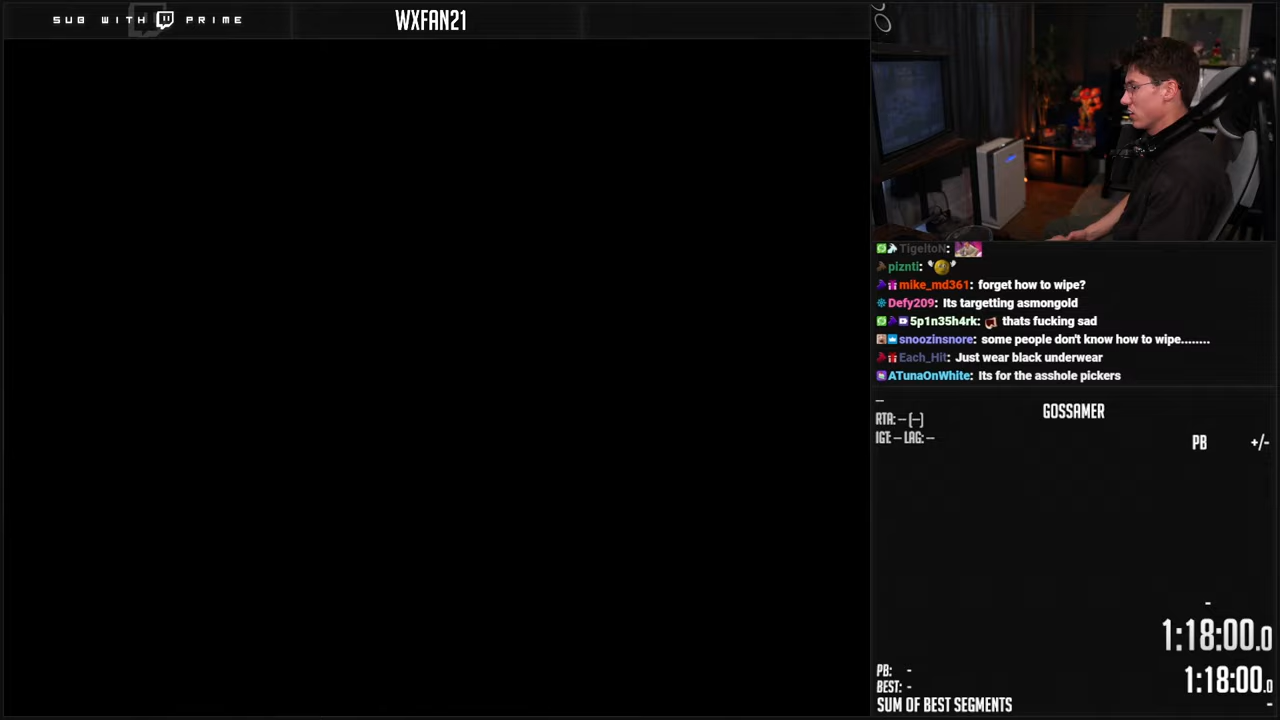 SUB WITH PRIME
WXFAN21
TigeltoN:
piznti:
mike_md361: forget how to wipe?
Defy209: Its targetting asmongold
5p1n35h4rk: thats fucking sad
snoozinsnore: some people don't know how to wipe........
Each_Hit: Just wear black underwear
ATunaOnWhite: Its for the asshole pickers
—
GOSSAMER
RTA: — (—)
IGT: — LAG: —
PB +/-
-
1:18:00.0
PB: -
1:18:00.0
BEST: -
SUM OF BEST SEGMENTS -